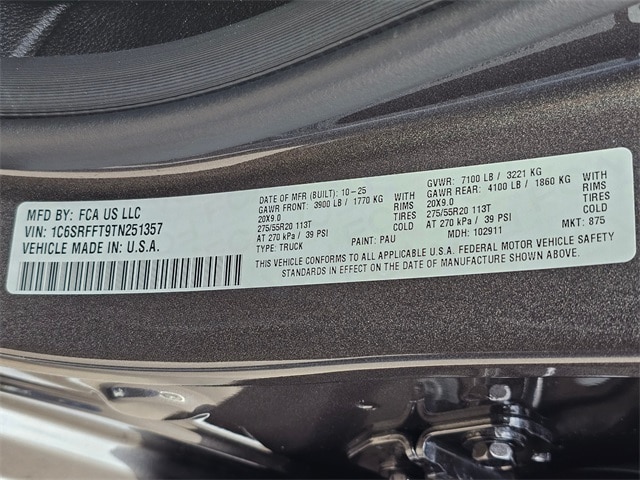 MFD BY: FCA US LLC
VIN: 1C6SRFFT9TN251357
VEHICLE MADE IN U.S.A.
DATE OF MFR (BUILT): 10-25
GAWR FRONT: 3900 LB / 1770 KG WITH
20X9.0 RIMS
275/55R20 113T TIRES
AT 270 kPa / 39 PSI COLD
TYPE: TRUCK PAINT: PAU
GVWR: 7100 LB / 3221 KG
GAWR REAR: 4100 LB / 1860 KG WITH
20X9.0 RIMS
275/55R20 113T TIRES
AT 270 kPa / 39 PSI COLD
MDH: 102911 MKT: 875
THIS VEHICLE CONFORMS TO ALL APPLICABLE U.S.A. FEDERAL MOTOR VEHICLE SAFETY
STANDARDS IN EFFECT ON THE DATE OF MANUFACTURE SHOWN ABOVE.